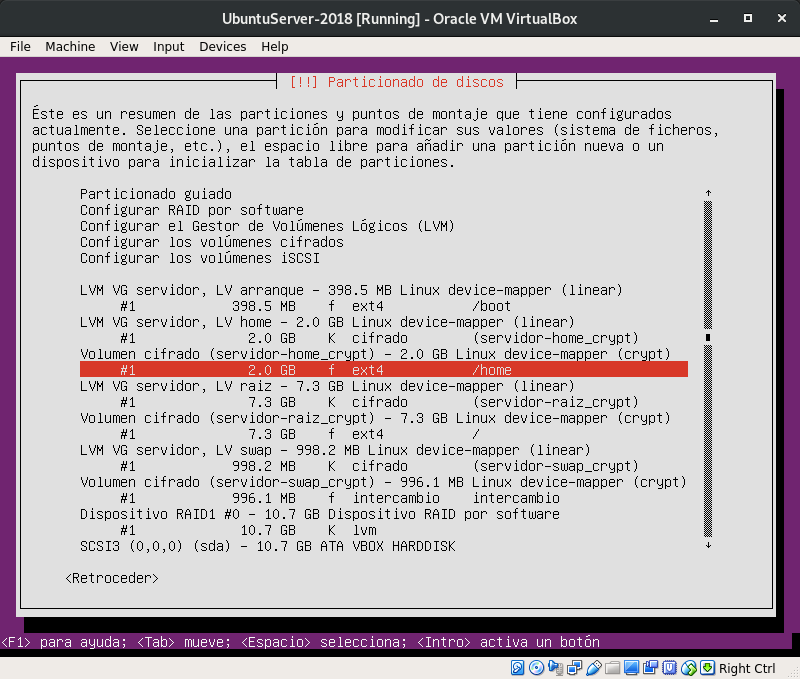 UbuntuServer-2018 [Running] - Oracle VM VirtualBox
File Machine View Input Devices Help
[!!] Particionado de discos
Éste es un resumen de las particiones y puntos de montaje que tiene configurados
actualmente. Seleccione una partición para modificar sus valores (sistema de ficheros,
puntos de montaje, etc.), el espacio libre para añadir una partición nueva o un
dispositivo para inicializar la tabla de particiones.
Particionado guiado
Configurar RAID por software
Configurar el Gestor de Volúmenes Lógicos (LVM)
Configurar los volúmenes cifrados
Configurar los volúmenes iSCSI
LVM VG servidor, LV arranque - 398.5 MB Linux device-mapper (linear)
#1 398.5 MB f ext4 /boot
LVM VG servidor, LV home - 2.0 GB Linux device-mapper (linear)
#1 2.0 GB K cifrado (servidor-home_crypt)
Volumen cifrado (servidor-home_crypt) - 2.0 GB Linux device-mapper (crypt)
#1 2.0 GB f ext4 /home
LVM VG servidor, LV raiz - 7.3 GB Linux device-mapper (linear)
#1 7.3 GB K cifrado (servidor-raiz_crypt)
Volumen cifrado (servidor-raiz_crypt) - 7.3 GB Linux device-mapper (crypt)
#1 7.3 GB f ext4 /
LVM VG servidor, LV swap - 998.2 MB Linux device-mapper (linear)
#1 998.2 MB K cifrado (servidor-swap_crypt)
Volumen cifrado (servidor-swap_crypt) - 996.1 MB Linux device-mapper (crypt)
#1 996.1 MB f intercambio intercambio
Dispositivo RAID1 #0 - 10.7 GB Dispositivo RAID por software
#1 10.7 GB K lvm
SCSI3 (0,0,0) (sda) - 10.7 GB ATA VBOX HARDDISK
<Retroceder>
<F1> para ayuda; <Tab> mueve; <Espacio> selecciona; <Intro> activa un botón
Right Ctrl